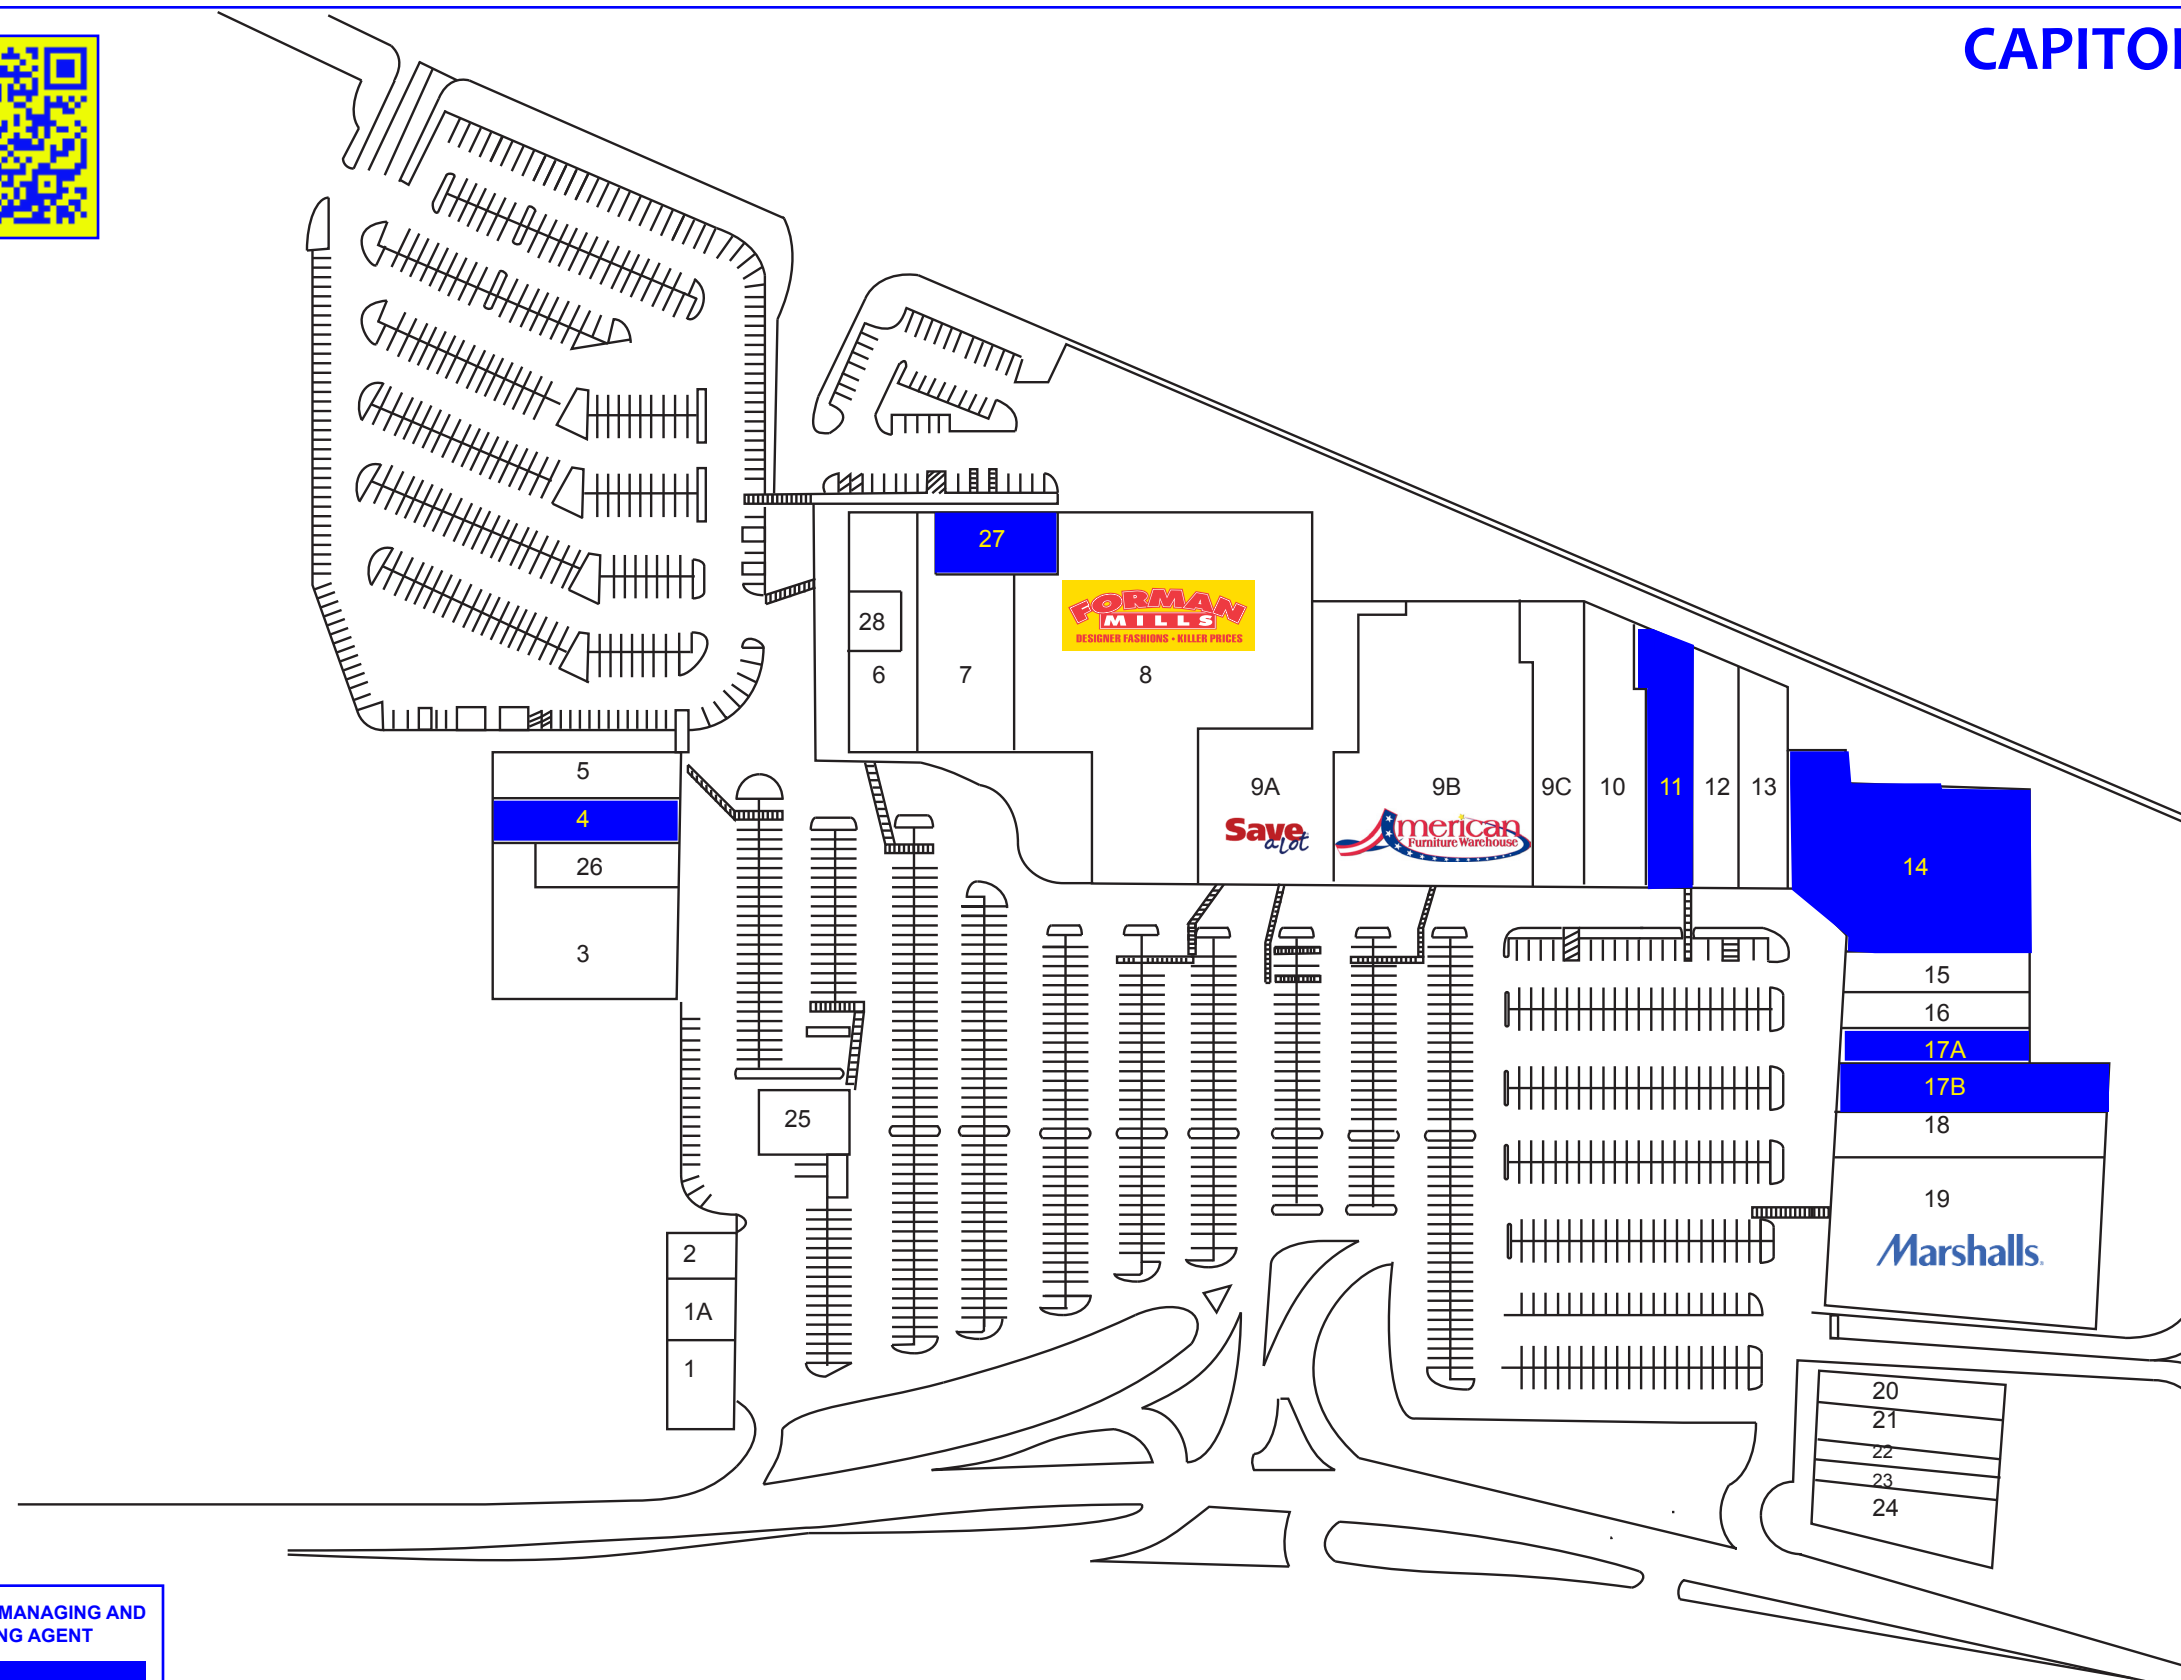 CAPITOL
27
FORMAN
MILLS
DESIGNER FASHIONS • KILLER PRICES
28
6
7
8
5
4
26
3
9A
9B
9C
10
11
12
13
Save
a lot
American
Furniture Warehouse
14
15
16
17A
17B
18
19
Marshalls.
25
2
1A
1
20
21
22
23
24
MANAGING AND
NG AGENT